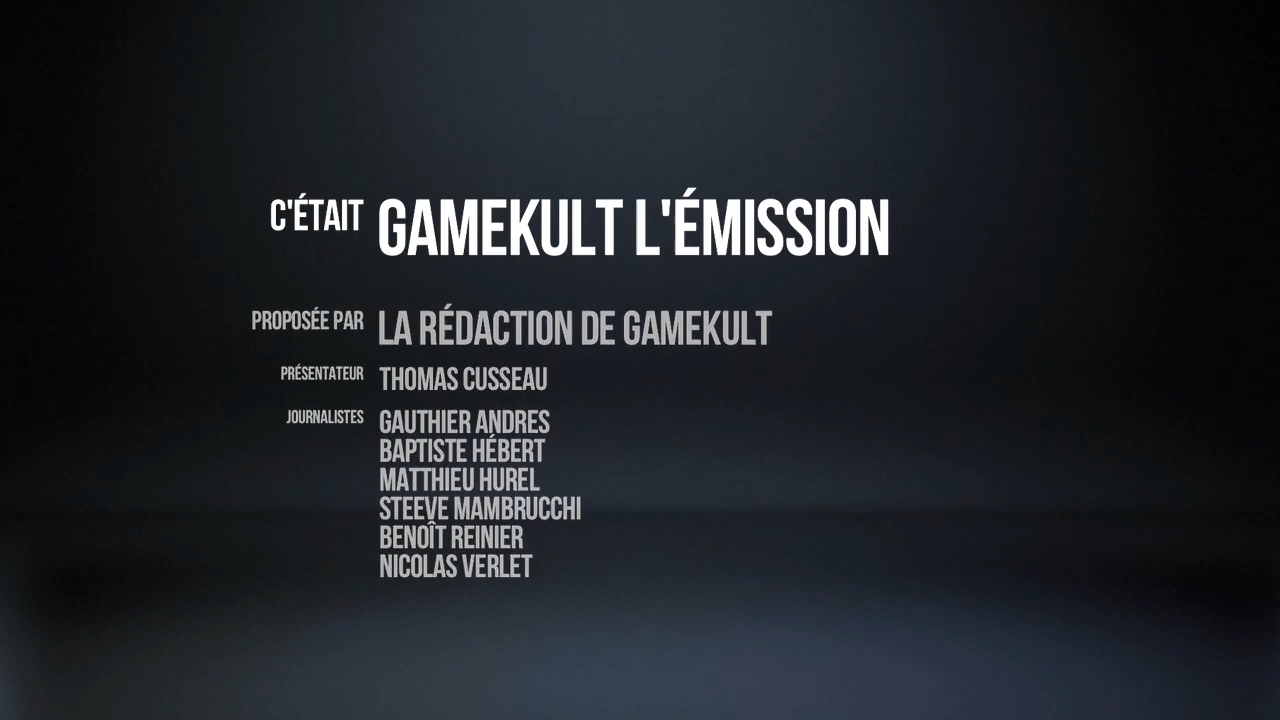 C'ÉTAIT GAMEKULT L'ÉMISSION
PROPOSÉE PAR LA RÉDACTION DE GAMEKULT
PRÉSENTATEUR THOMAS CUSSEAU
JOURNALISTES GAUTHIER ANDRES
BAPTISTE HÉBERT
MATTHIEU HUREL
STEEVE MAMBRUCCHI
BENOÎT REINIER
NICOLAS VERLET